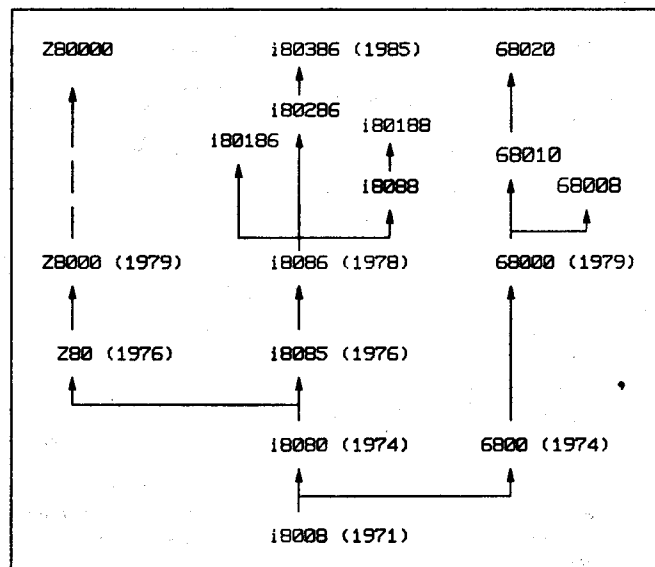 Z80000 i80386 (1985) 68020
i80286
i80188
i80186
68010
i8088 68008
Z8000 (1979) i8086 (1978) 68000 (1979)
Z80 (1976) i8085 (1976)
i8080 (1974) 6800 (1974)
i8008 (1971)